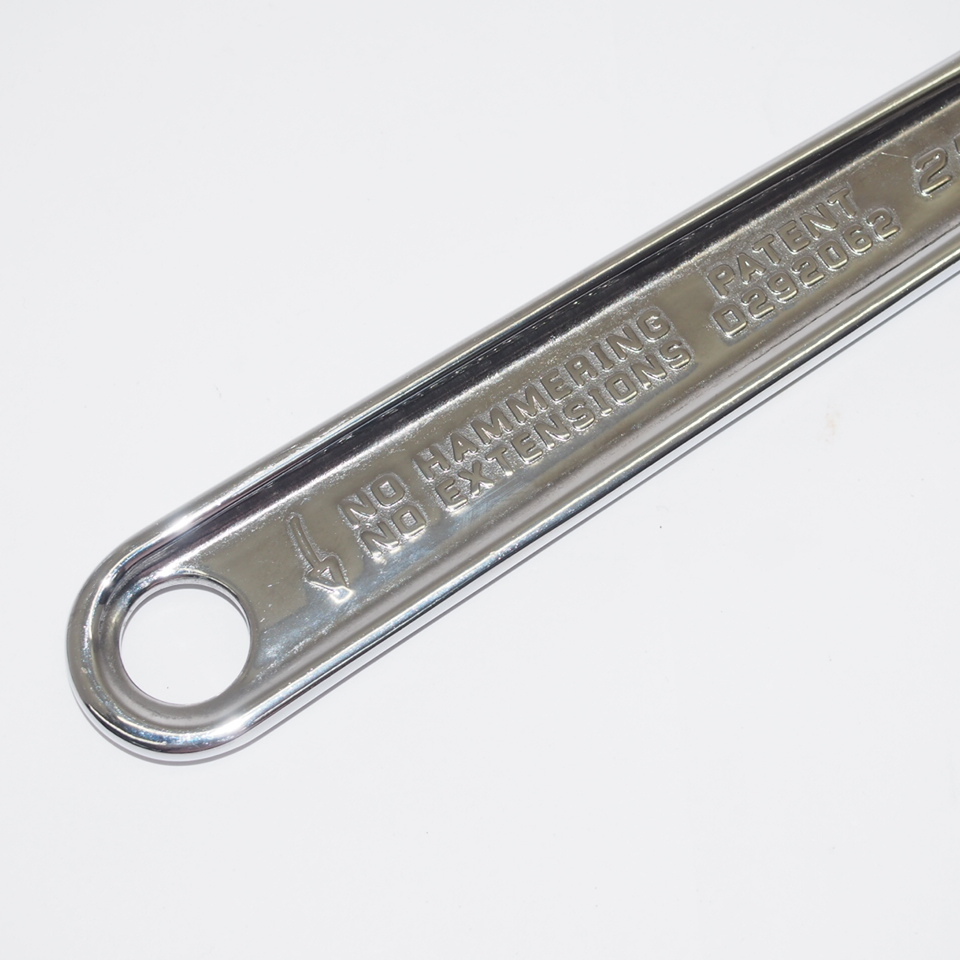 NO HAMMERING
NO EXTENSIONS
PATENT
0292062